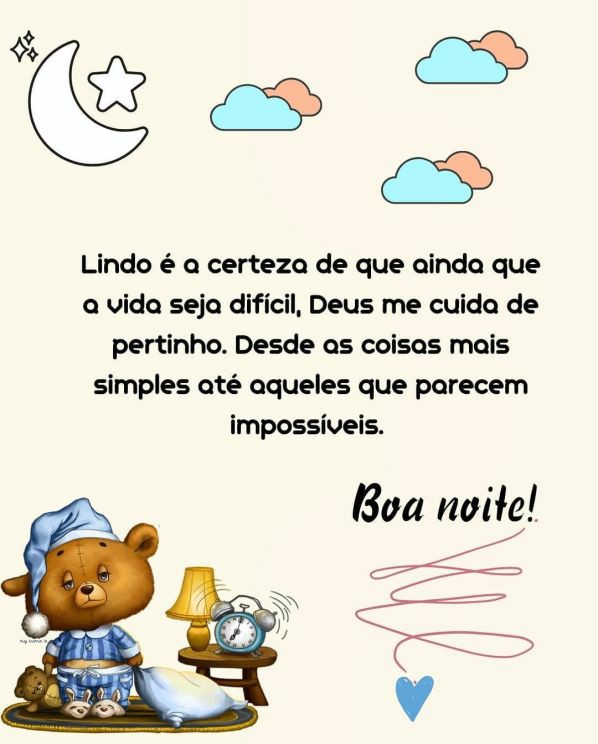 Lindo é a certeza de que ainda que
a vida seja difícil, Deus me cuida de
pertinho. Desde as coisas mais
simples até aqueles que parecem
impossíveis.
Boa noite!